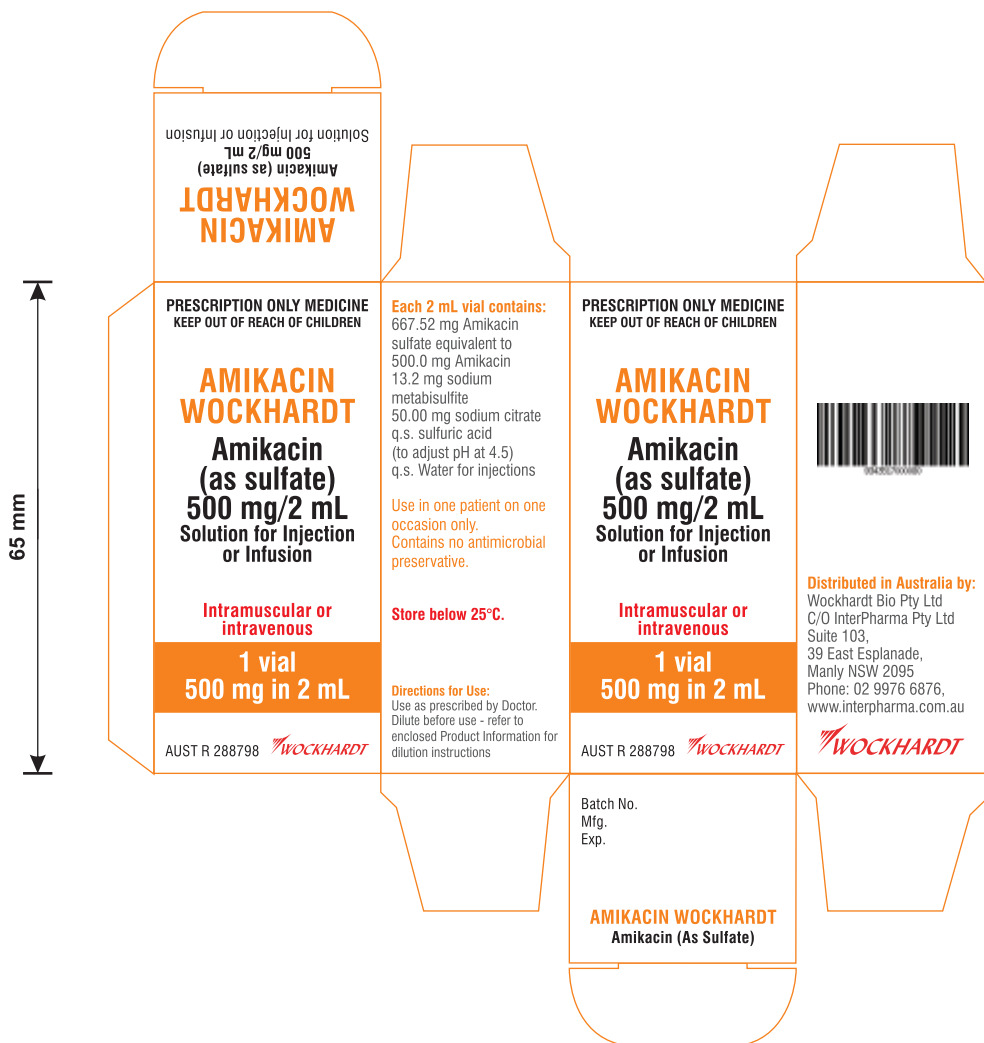 AMIKACIN
WOCKHARDT
Amikacin (as sulfate)
500 mg/2 mL
Solution for Injection or Infusion
65 mm
PRESCRIPTION ONLY MEDICINE
KEEP OUT OF REACH OF CHILDREN
AMIKACIN
WOCKHARDT
Amikacin
(as sulfate)
500 mg/2 mL
Solution for Injection
or Infusion
Intramuscular or
intravenous
1 vial
500 mg in 2 mL
AUST R 288798
WOCKHARDT
Each 2 mL vial contains:
667.52 mg Amikacin
sulfate equivalent to
500.0 mg Amikacin
13.2 mg sodium
metabisulfite
50.00 mg sodium citrate
q.s. sulfuric acid
(to adjust pH at 4.5)
q.s. Water for injections
Use in one patient on one
occasion only.
Contains no antimicrobial
preservative.
Store below 25°C.
Directions for Use:
Use as prescribed by Doctor.
Dilute before use - refer to
enclosed Product Information for
dilution instructions
PRESCRIPTION ONLY MEDICINE
KEEP OUT OF REACH OF CHILDREN
AMIKACIN
WOCKHARDT
Amikacin
(as sulfate)
500 mg/2 mL
Solution for Injection
or Infusion
Intramuscular or
intravenous
1 vial
500 mg in 2 mL
AUST R 288798
WOCKHARDT
Distributed in Australia by:
Wockhardt Bio Pty Ltd
C/O InterPharma Pty Ltd
Suite 103,
39 East Esplanade,
Manly NSW 2095
Phone: 02 9976 6876,
www.interpharma.com.au
WOCKHARDT
Batch No.
Mfg.
Exp.
AMIKACIN WOCKHARDT
Amikacin (As Sulfate)